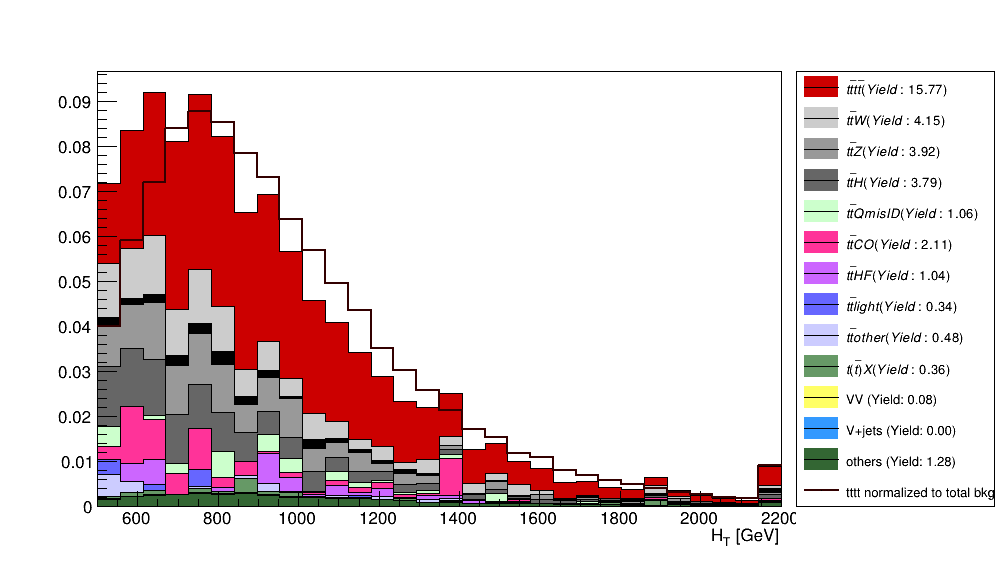 0.09
0.08
0.07
0.06
0.05
0.04
0.03
0.02
0.01
0
600 800 1000 1200 1400 1600 1800 2000 2200
H_T [GeV]
tt̄tt̄(Yield : 15.77)
tt̄W(Yield : 4.15)
tt̄Z(Yield : 3.92)
tt̄H(Yield : 3.79)
tt̄QmisID(Yield : 1.06)
tt̄CO(Yield : 2.11)
tt̄HF(Yield : 1.04)
tt̄light(Yield : 0.34)
tt̄other(Yield : 0.48)
t(t̄)X(Yield : 0.36)
VV (Yield: 0.08)
V+jets (Yield: 0.00)
others (Yield: 1.28)
tttt normalized to total bkg